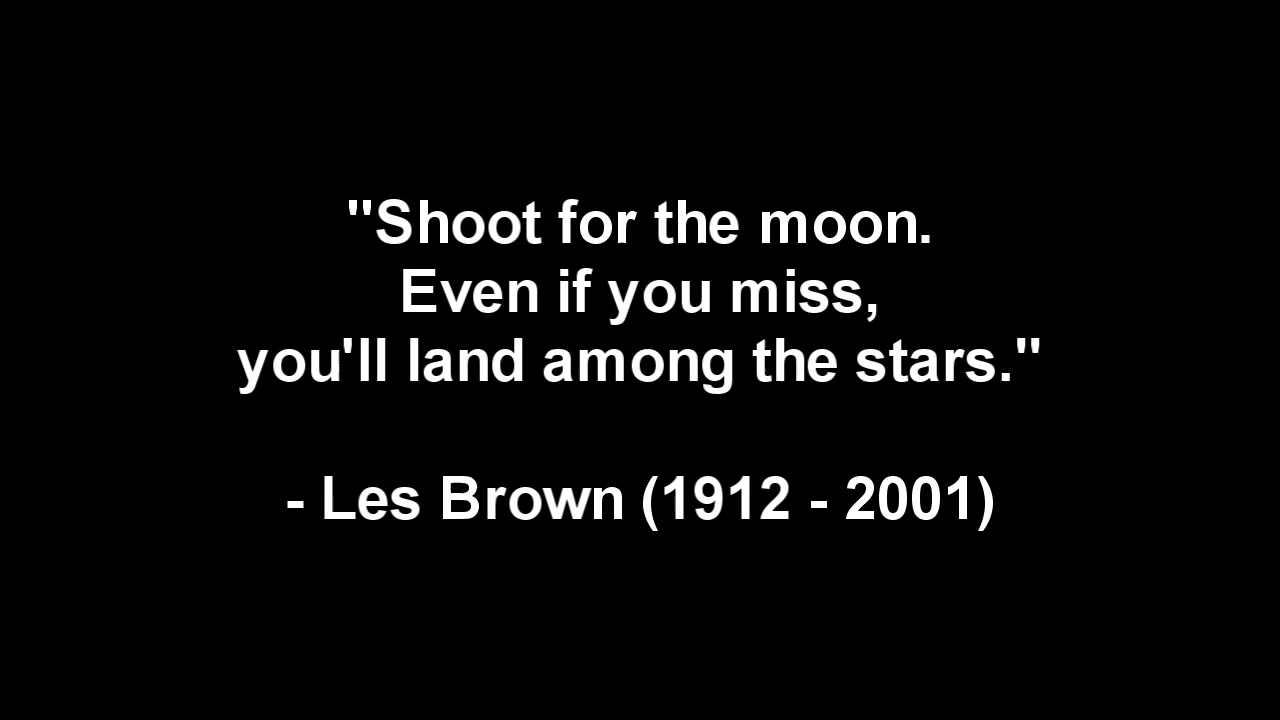 "Shoot for the moon.
Even if you miss,
you'll land among the stars."
- Les Brown (1912 - 2001)